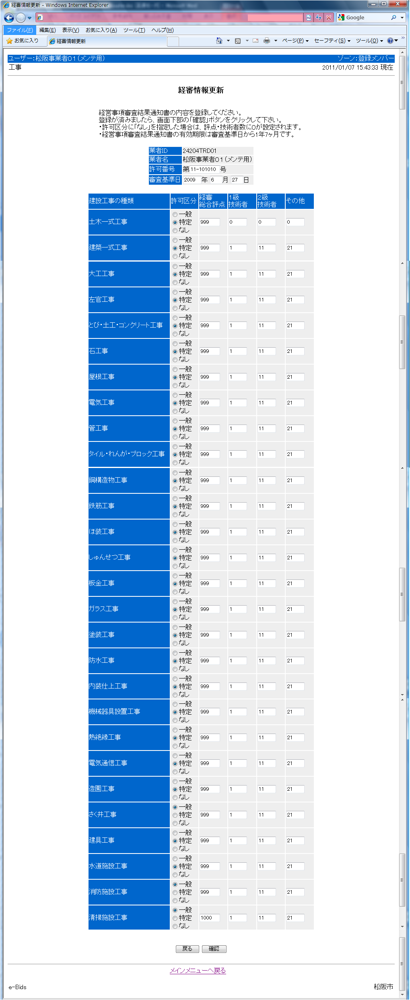 経審情報更新 - Windows Internet Explorer
Google
ファイル(F) 編集(E) 表示(V) お気に入り(A) ツール(T) ヘルプ(H)
お気に入り 経審情報更新 ページ(P) セーフティ(S) ツール(O)
ユーザー：松阪事業者０１（メンテ用） ゾーン：登録メンバー
工事 2011/01/07 15:43:33 現在
経審情報更新
経営事項審査結果通知書の内容を登録してください。
登録が済みましたら、画面下部の「確認」ボタンをクリックして下さい。
・許可区分に「なし」を指定した場合は、評点・技術者数に0が設定されます。
・経営事項審査結果通知書の有効期限は審査基準日から1年7ヶ月です。
業者ID 24204TRD01
業者名 松阪事業者０１（メンテ用）
許可番号 第 11-101010 号
審査基準日 2009 年 6 月 27 日
建設工事の種類 許可区分 経審 総合評点 1級 技術者 2級 技術者 その他
土木一式工事 一般 特定 なし 999 0 0 0
建築一式工事 一般 特定 なし 999 1 11 21
大工工事 一般 特定 なし 999 1 11 21
左官工事 一般 特定 なし 999 1 11 21
とび・土工・コンクリート工事 一般 特定 なし 999 1 11 21
石工事 一般 特定 なし 999 1 11 21
屋根工事 一般 特定 なし 999 1 11 21
電気工事 一般 特定 なし 999 1 11 21
管工事 一般 特定 なし 999 1 11 21
タイル・れんが・ブロック工事 一般 特定 なし 999 1 11 21
鋼構造物工事 一般 特定 なし 999 1 11 21
鉄筋工事 一般 特定 なし 999 1 11 21
ほ装工事 一般 特定 なし 999 1 11 21
しゅんせつ工事 一般 特定 なし 999 1 11 21
板金工事 一般 特定 なし 999 1 11 21
ガラス工事 一般 特定 なし 999 1 11 21
塗装工事 一般 特定 なし 999 1 11 21
防水工事 一般 特定 なし 999 1 11 21
内装仕上工事 一般 特定 なし 999 1 11 21
機械器具設置工事 一般 特定 なし 999 1 11 21
熱絶縁工事 一般 特定 なし 999 1 11 21
電気通信工事 一般 特定 なし 999 1 11 21
造園工事 一般 特定 なし 999 1 11 21
さく井工事 一般 特定 なし 999 1 11 21
建具工事 一般 特定 なし 999 1 11 21
水道施設工事 一般 特定 なし 999 1 11 21
消防施設工事 一般 特定 なし 999 1 11 21
清掃施設工事 一般 特定 なし 1000 1 11 21
戻る 確認
メインメニューへ戻る
e-Bids 松阪市